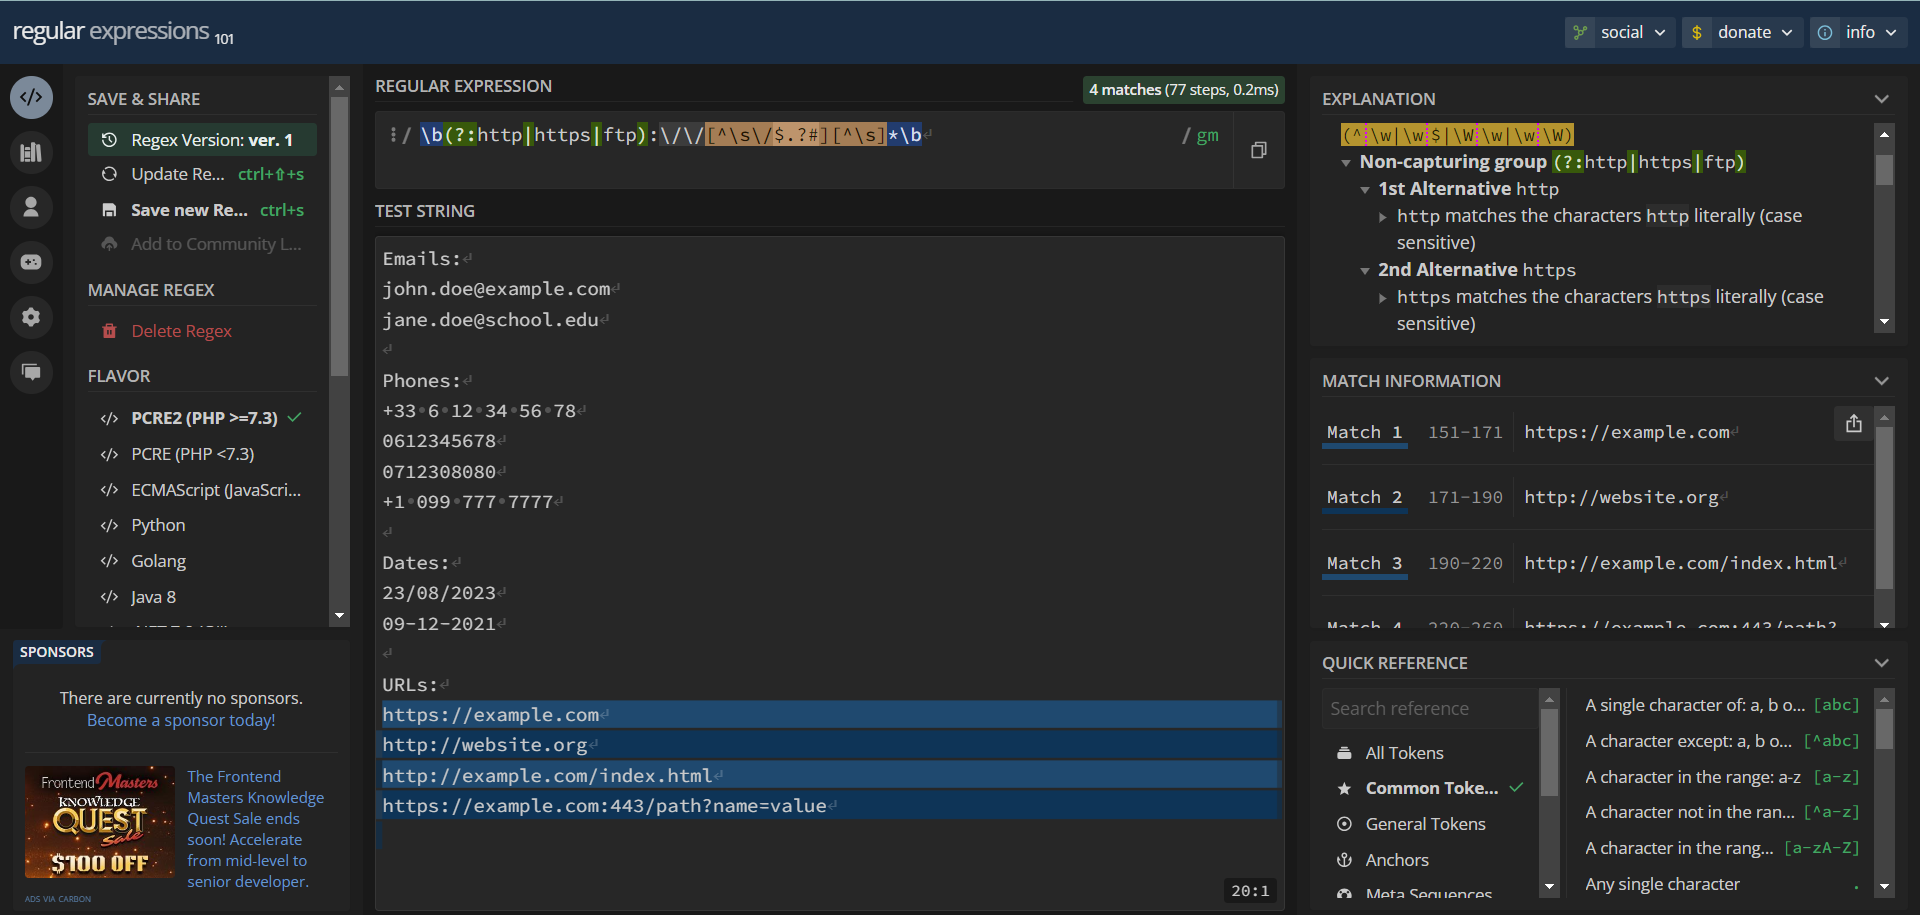 regular expressions 101
social
donate
info
SAVE & SHARE
Regex Version: ver. 1
Update Re... ctrl+⇧+s
Save new Re... ctrl+s
Add to Community L...
MANAGE REGEX
Delete Regex
FLAVOR
PCRE2 (PHP >=7.3)
PCRE (PHP <7.3)
ECMAScript (JavaScri...
Python
Golang
Java 8
SPONSORS
There are currently no sponsors.
Become a sponsor today!
Frontend Masters
KNOWLEDGE
QUEST
Sale
$100 OFF
The Frontend
Masters Knowledge
Quest Sale ends
soon! Accelerate
from mid-level to
senior developer.
ADS VIA CARBON
REGULAR EXPRESSION
4 matches (77 steps, 0.2ms)
/ \b(?:http|https|ftp):\/\/[^\s\/$.?#][^\s]*\b
/ gm
TEST STRING
Emails:
john.doe@example.com
jane.doe@school.edu
Phones:
+33·6·12·34·56·78
0612345678
0712308080
+1·099·777·7777
Dates:
23/08/2023
09-12-2021
URLs:
https://example.com
http://website.org
http://example.com/index.html
https://example.com:443/path?name=value
20:1
EXPLANATION
(^\w|\w$|\W\w|\w\W)
Non-capturing group (?:http|https|ftp)
1st Alternative http
http matches the characters http literally (case
sensitive)
2nd Alternative https
https matches the characters https literally (case
sensitive)
MATCH INFORMATION
Match 1 151-171 https://example.com
Match 2 171-190 http://website.org
Match 3 190-220 http://example.com/index.html
Match 4 220-260 https://example.com:443/path?
QUICK REFERENCE
Search reference
All Tokens
Common Toke...
General Tokens
Anchors
Meta Sequences
A single character of: a, b o... [abc]
A character except: a, b o... [^abc]
A character in the range: a-z [a-z]
A character not in the ran... [^a-z]
A character in the rang... [a-zA-Z]
Any single character .